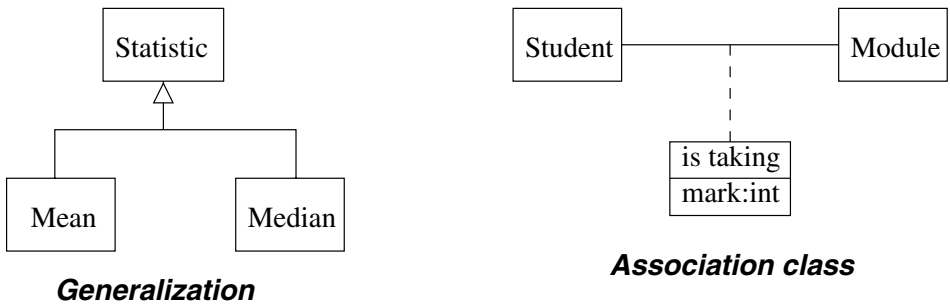 Statistic
Mean
Median
Generalization
Student
Module
is taking
mark:int
Association class